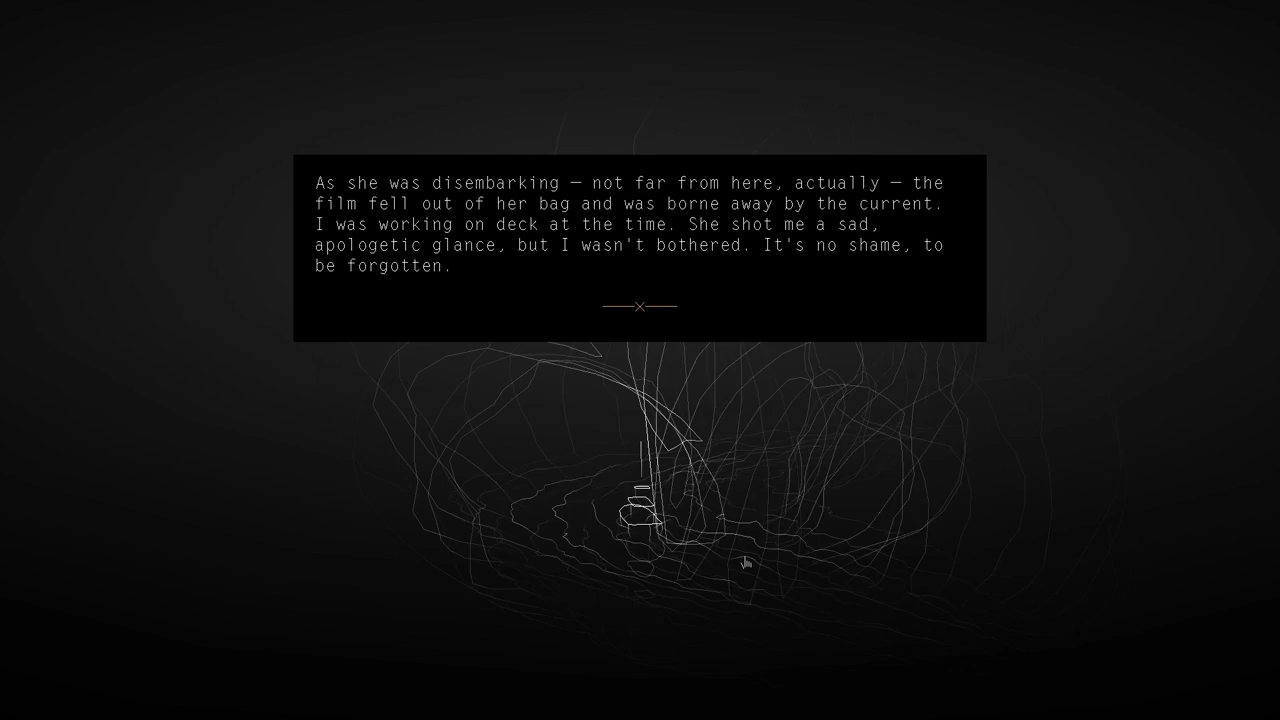 As she was disembarking — not far from here, actually — the
film fell out of her bag and was borne away by the current.
I was working on deck at the time. She shot me a sad,
apologetic glance, but I wasn't bothered. It's no shame, to
be forgotten.